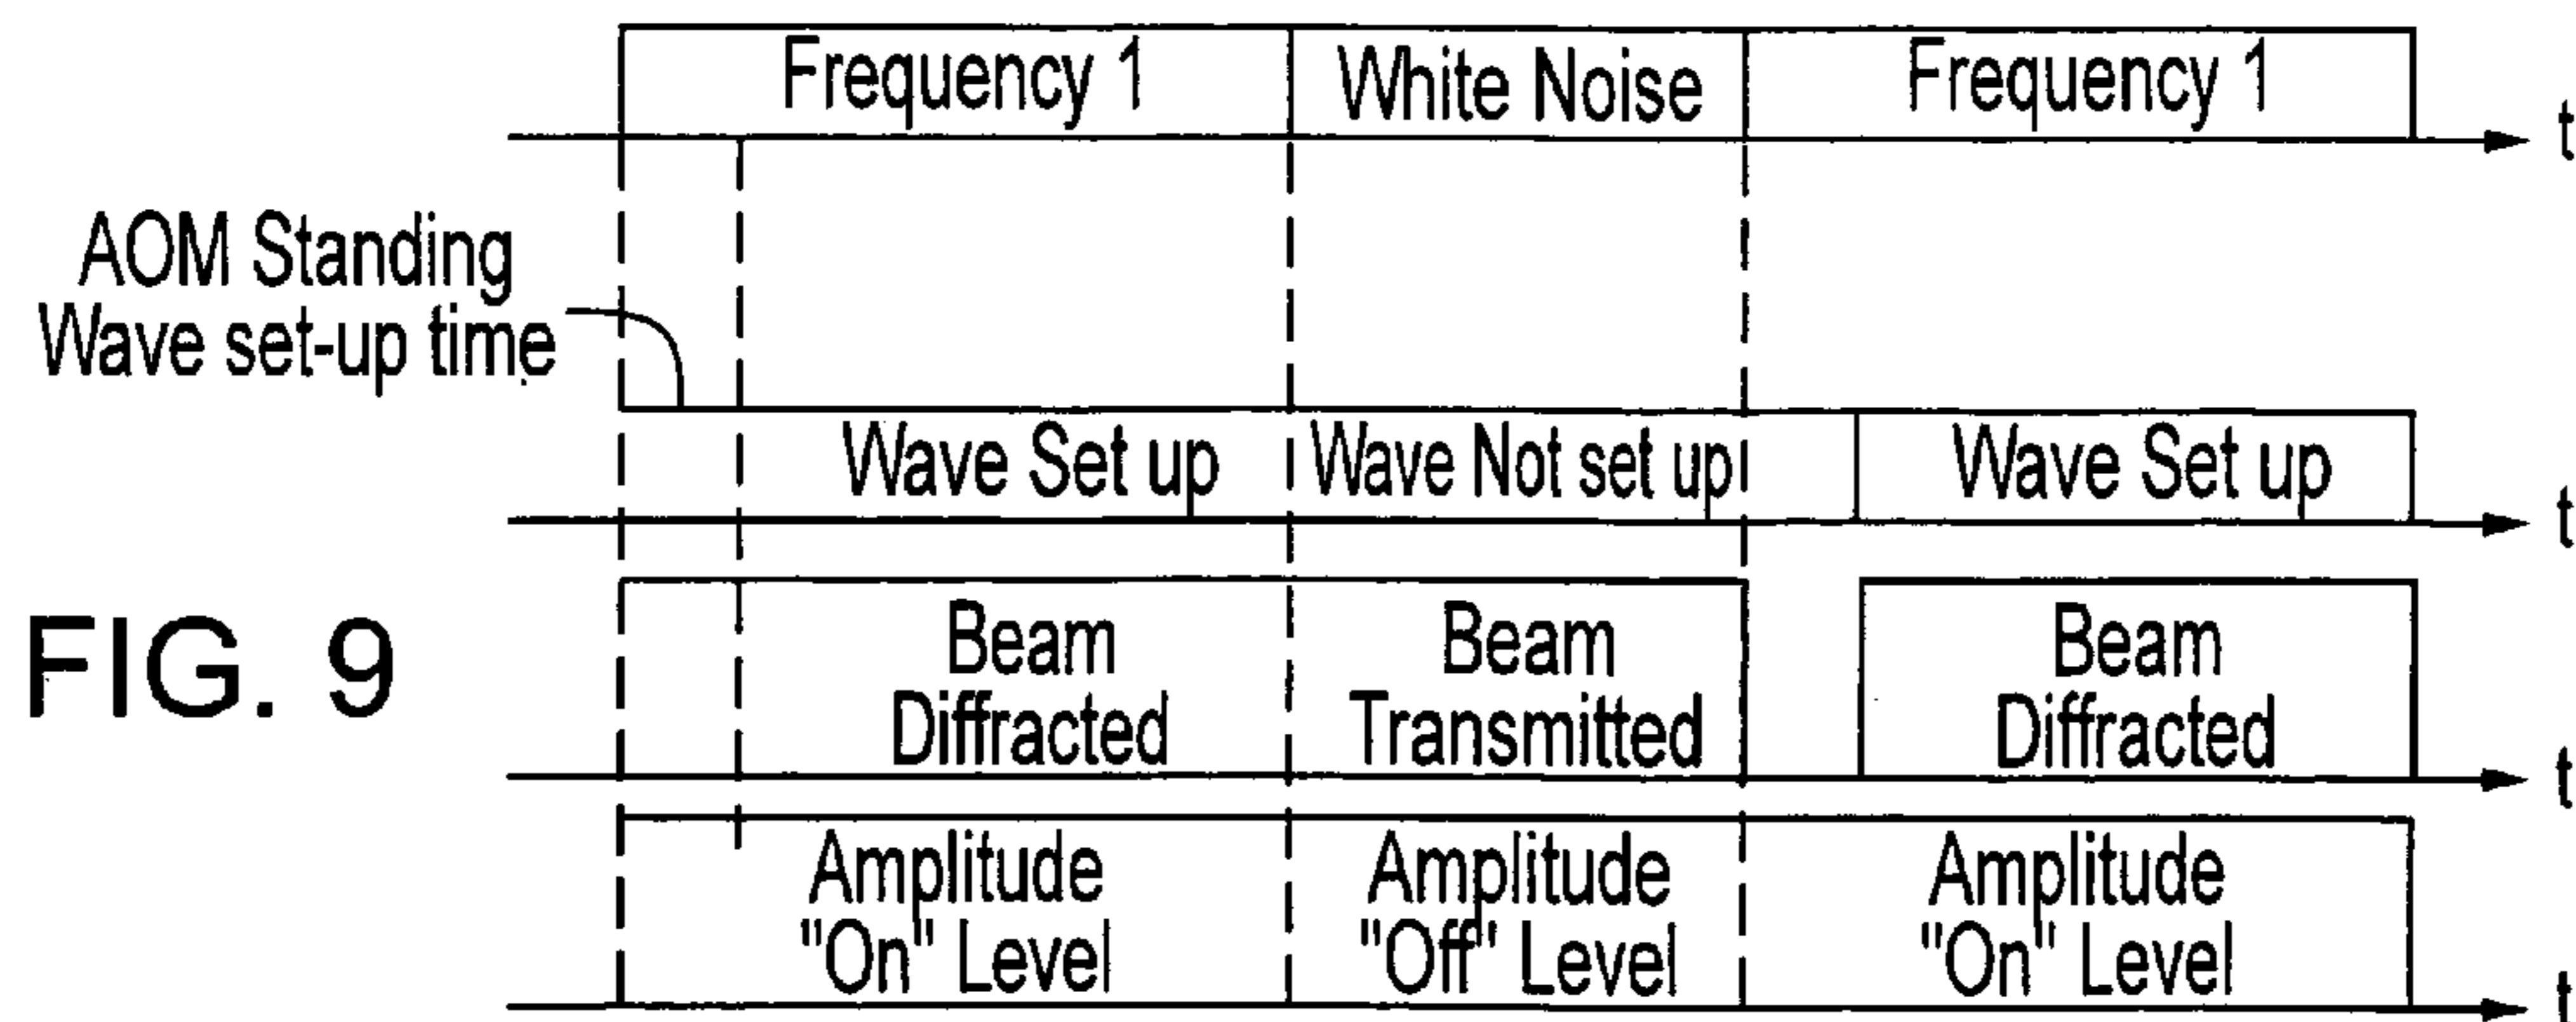 Frequency 1 White Noise Frequency 1
t
AOM Standing
Wave set-up time
Wave Set up Wave Not set up Wave Set up
t
FIG. 9
Beam Beam Beam
Diffracted Transmitted Diffracted
t
Amplitude Amplitude Amplitude
"On" Level "Off" Level "On" Level
t